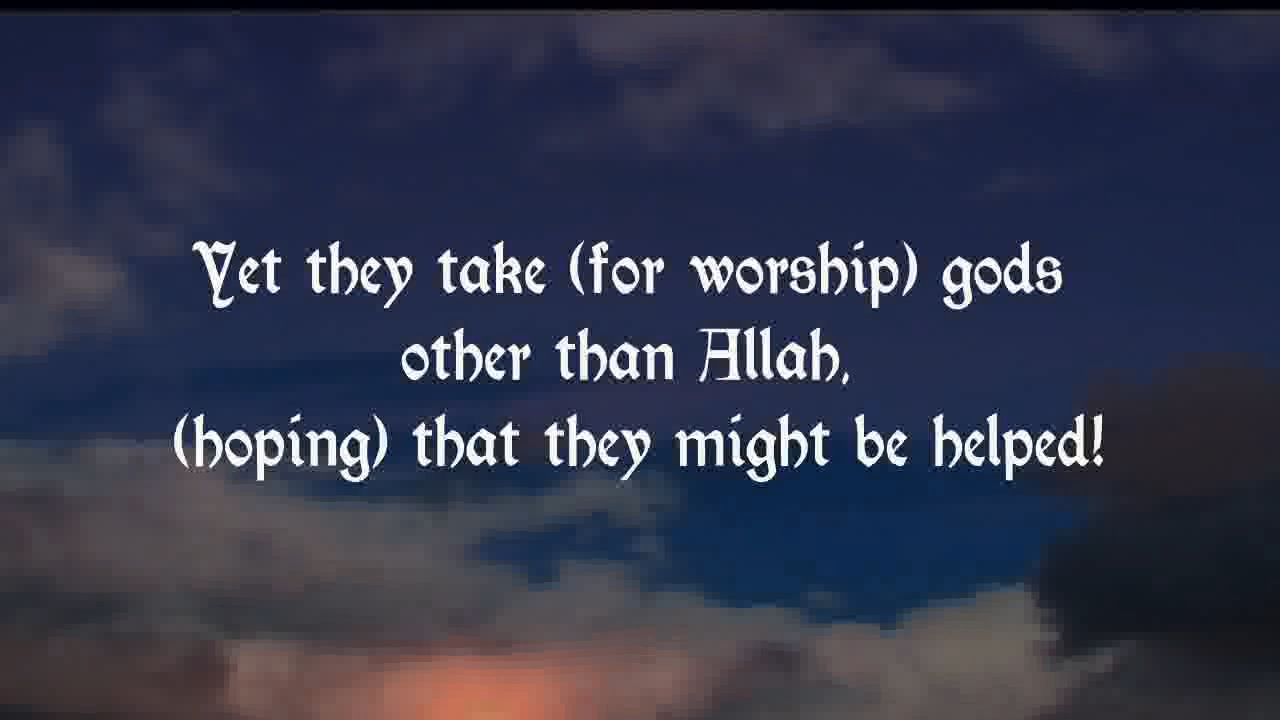 Yet they take (for worship) gods
other than Allah,
(hoping) that they might be helped!